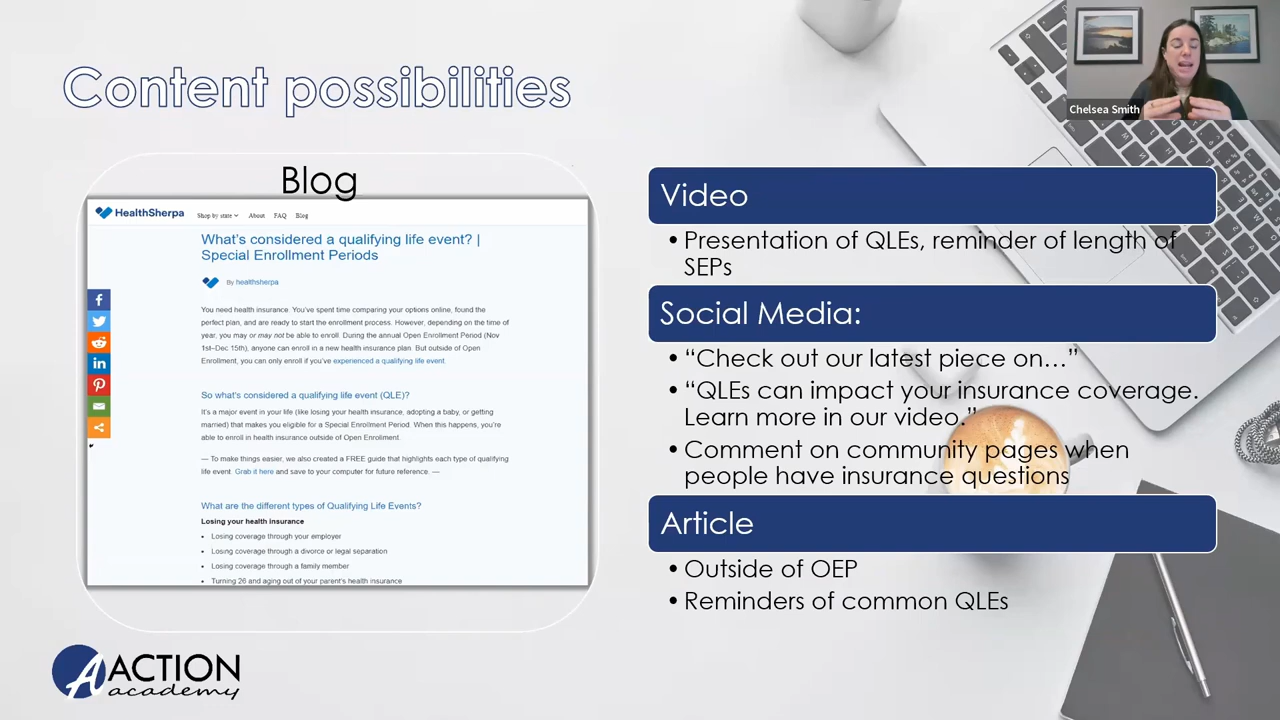 Content possibilities
Chelsea Smith
Blog
HealthSherpa
Shop by state
About
FAQ
Blog
What's considered a qualifying life event? |
Special Enrollment Periods
By healthsherpa
You need health insurance. You've spent time comparing your options online, found the
perfect plan, and are ready to start the enrollment process. However, depending on the time of
year, you may or may not be able to enroll. During the annual Open Enrollment Period (Nov
1st–Dec 15th), anyone can enroll in a new health insurance plan. But outside of Open
Enrollment, you can only enroll if you've experienced a qualifying life event.
So what's considered a qualifying life event (QLE)?
It's a major event in your life (like losing your health insurance, adopting a baby, or getting
married) that makes you eligible for a Special Enrollment Period. When this happens, you're
able to enroll in health insurance outside of Open Enrollment.
— To make things easier, we also created a FREE guide that highlights each type of qualifying
life event. Grab it here and save to your computer for future reference. —
What are the different types of Qualifying Life Events?
Losing your health insurance
• Losing coverage through your employer
• Losing coverage through a divorce or legal separation
• Losing coverage through a family member
• Turning 26 and aging out of your parent's health insurance
Video
• Presentation of QLEs, reminder of length of
SEPs
Social Media:
• “Check out our latest piece on…”
• “QLEs can impact your insurance coverage.
Learn more in our video.”
• Comment on community pages when
people have insurance questions
Article
• Outside of OEP
• Reminders of common QLEs
A ACTION
academy